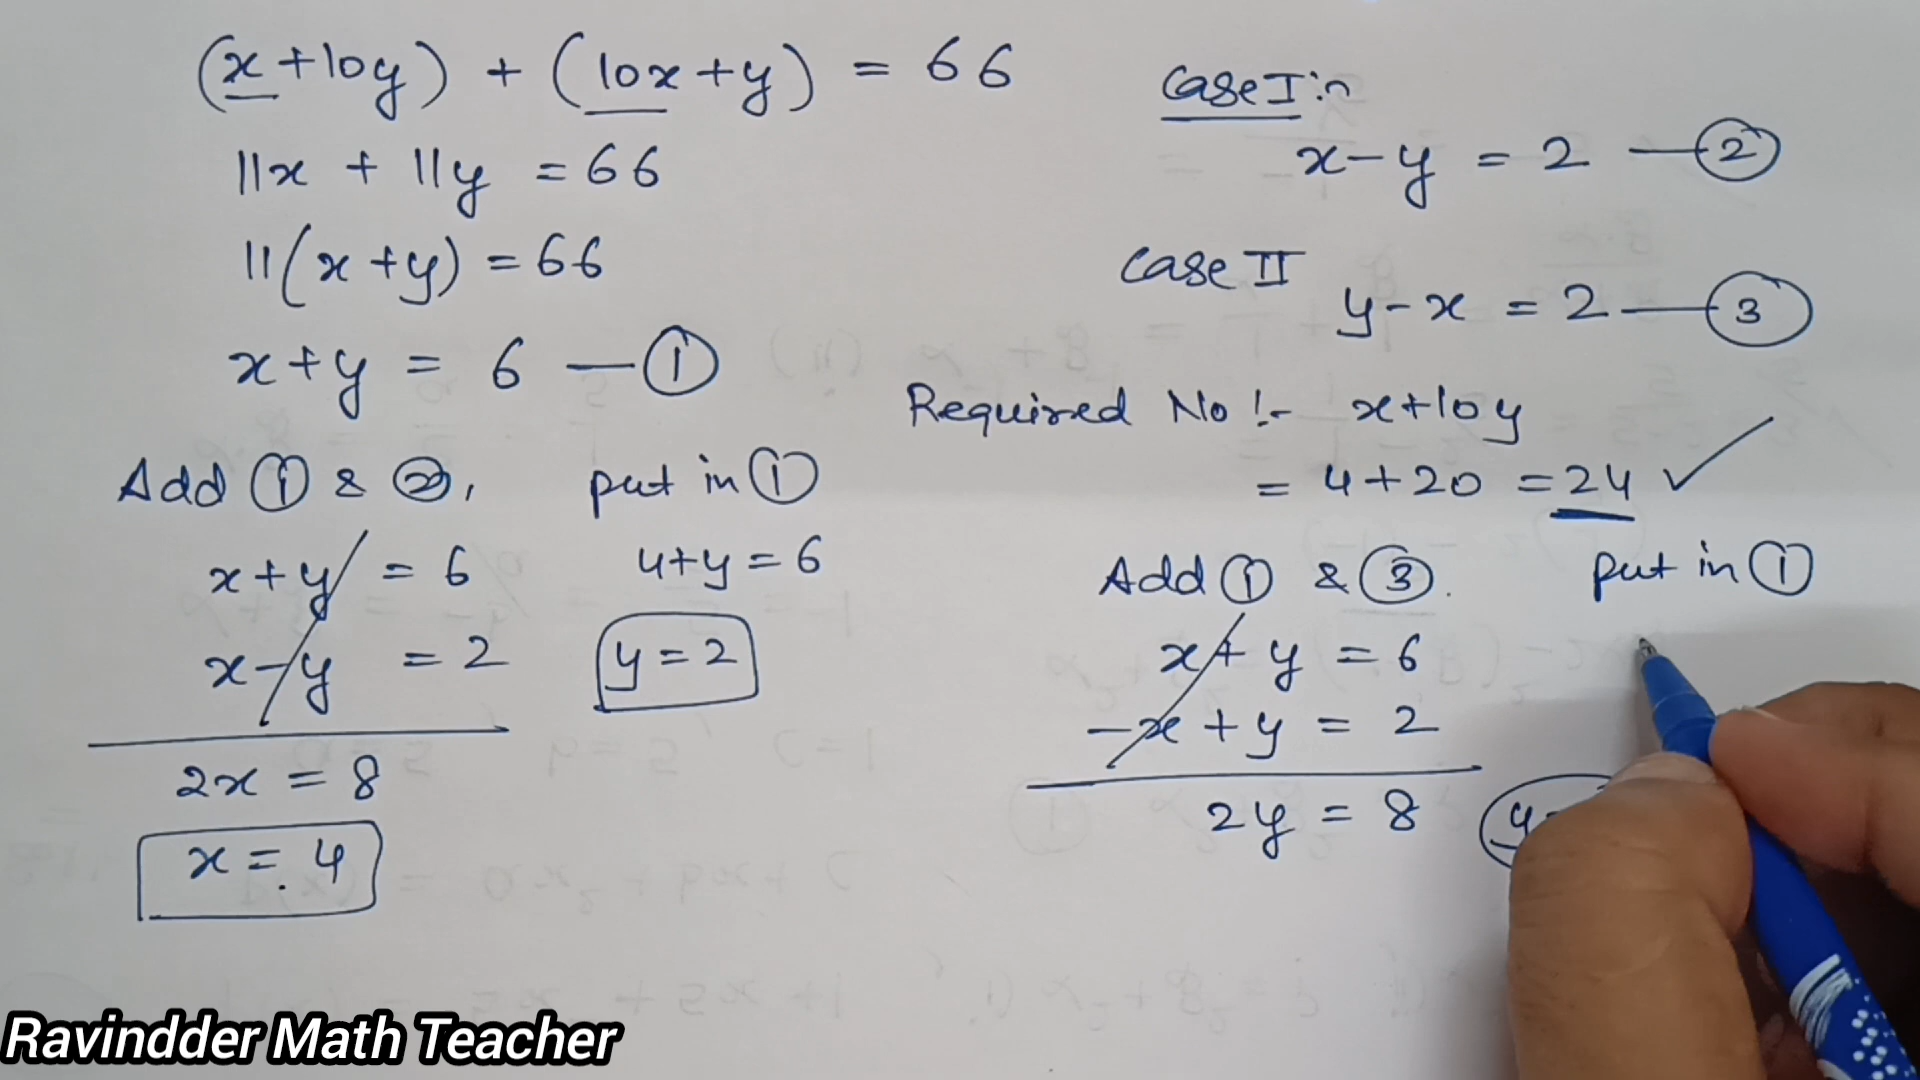 (x+10y) + (10x+y) = 66
11x + 11y = 66
11(x+y) = 66
x+y = 6 — ①
Add ① & ②,
x+y = 6
x-y = 2
2x = 8
x = 4
put in ①
4+y = 6
y = 2
Case I :-
x-y = 2 — ②
Case II
y-x = 2 — ③
Required No :- x+10y
= 4+20 = 24 ✓
Add ① & ③.
x+y = 6
-x+y = 2
2y = 8
put in ①
Ravindder Math Teacher